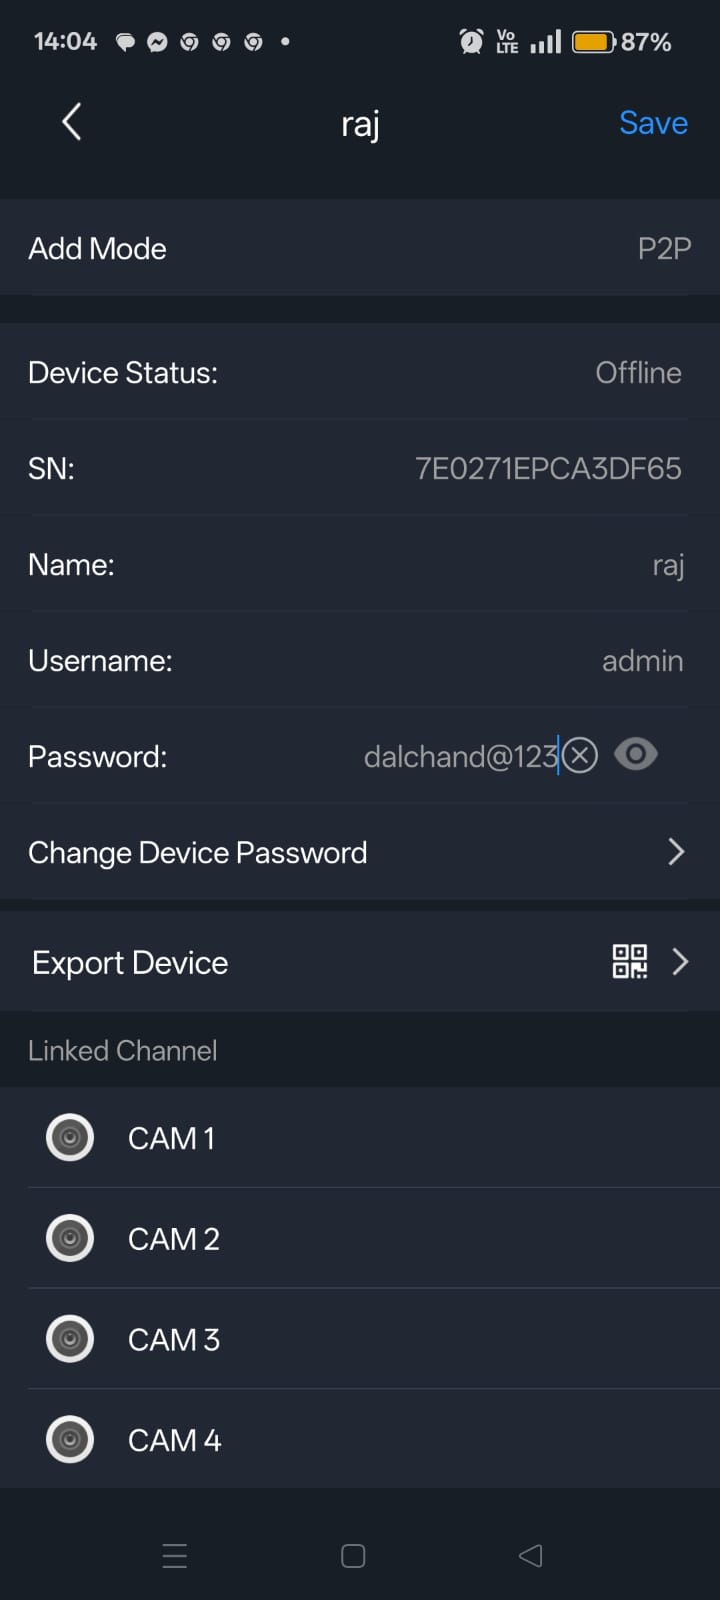 14:04 Vo LTE 87%
raj Save
Add Mode P2P
Device Status: Offline
SN: 7E0271EPCA3DF65
Name: raj
Username: admin
Password: dalchand@123
Change Device Password
Export Device
Linked Channel
CAM 1
CAM 2
CAM 3
CAM 4